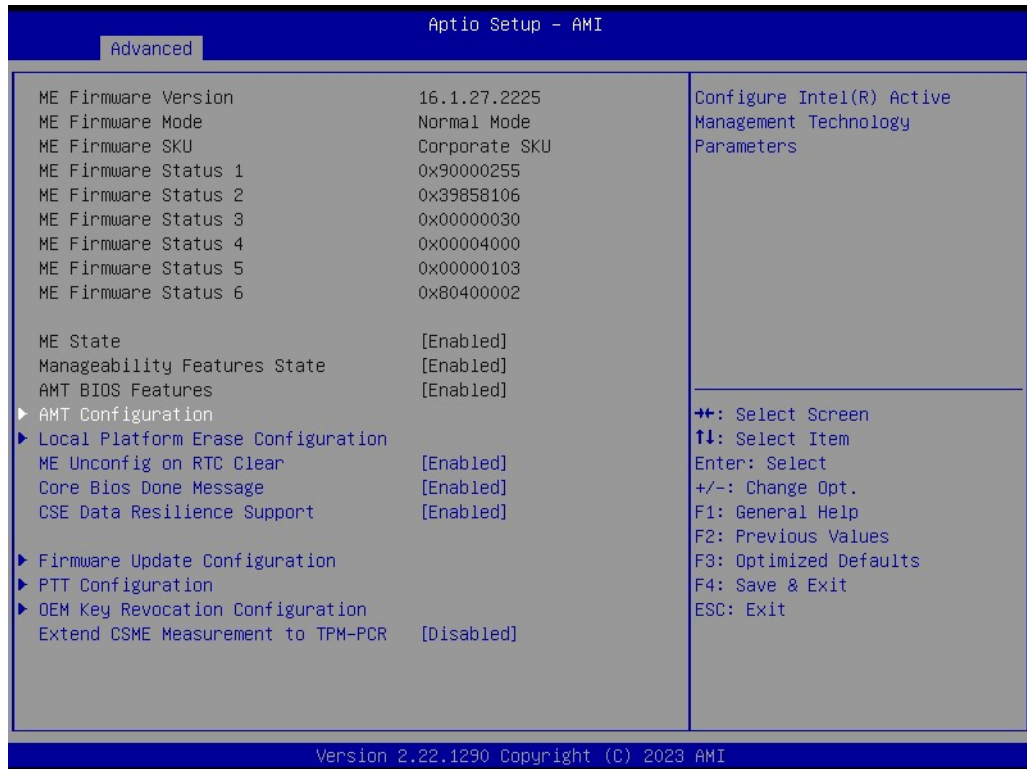 Aptio Setup – AMI
Advanced
ME Firmware Version 16.1.27.2225
ME Firmware Mode Normal Mode
ME Firmware SKU Corporate SKU
ME Firmware Status 1 0x90000255
ME Firmware Status 2 0x39858106
ME Firmware Status 3 0x00000030
ME Firmware Status 4 0x00004000
ME Firmware Status 5 0x00000103
ME Firmware Status 6 0x80400002
ME State [Enabled]
Manageability Features State [Enabled]
AMT BIOS Features [Enabled]
AMT Configuration
Local Platform Erase Configuration
ME Unconfig on RTC Clear [Enabled]
Core Bios Done Message [Enabled]
CSE Data Resilience Support [Enabled]
Firmware Update Configuration
PTT Configuration
OEM Key Revocation Configuration
Extend CSME Measurement to TPM-PCR [Disabled]
Configure Intel(R) Active
Management Technology
Parameters
→←: Select Screen
↑↓: Select Item
Enter: Select
+/-: Change Opt.
F1: General Help
F2: Previous Values
F3: Optimized Defaults
F4: Save & Exit
ESC: Exit
Version 2.22.1290 Copyright (C) 2023 AMI